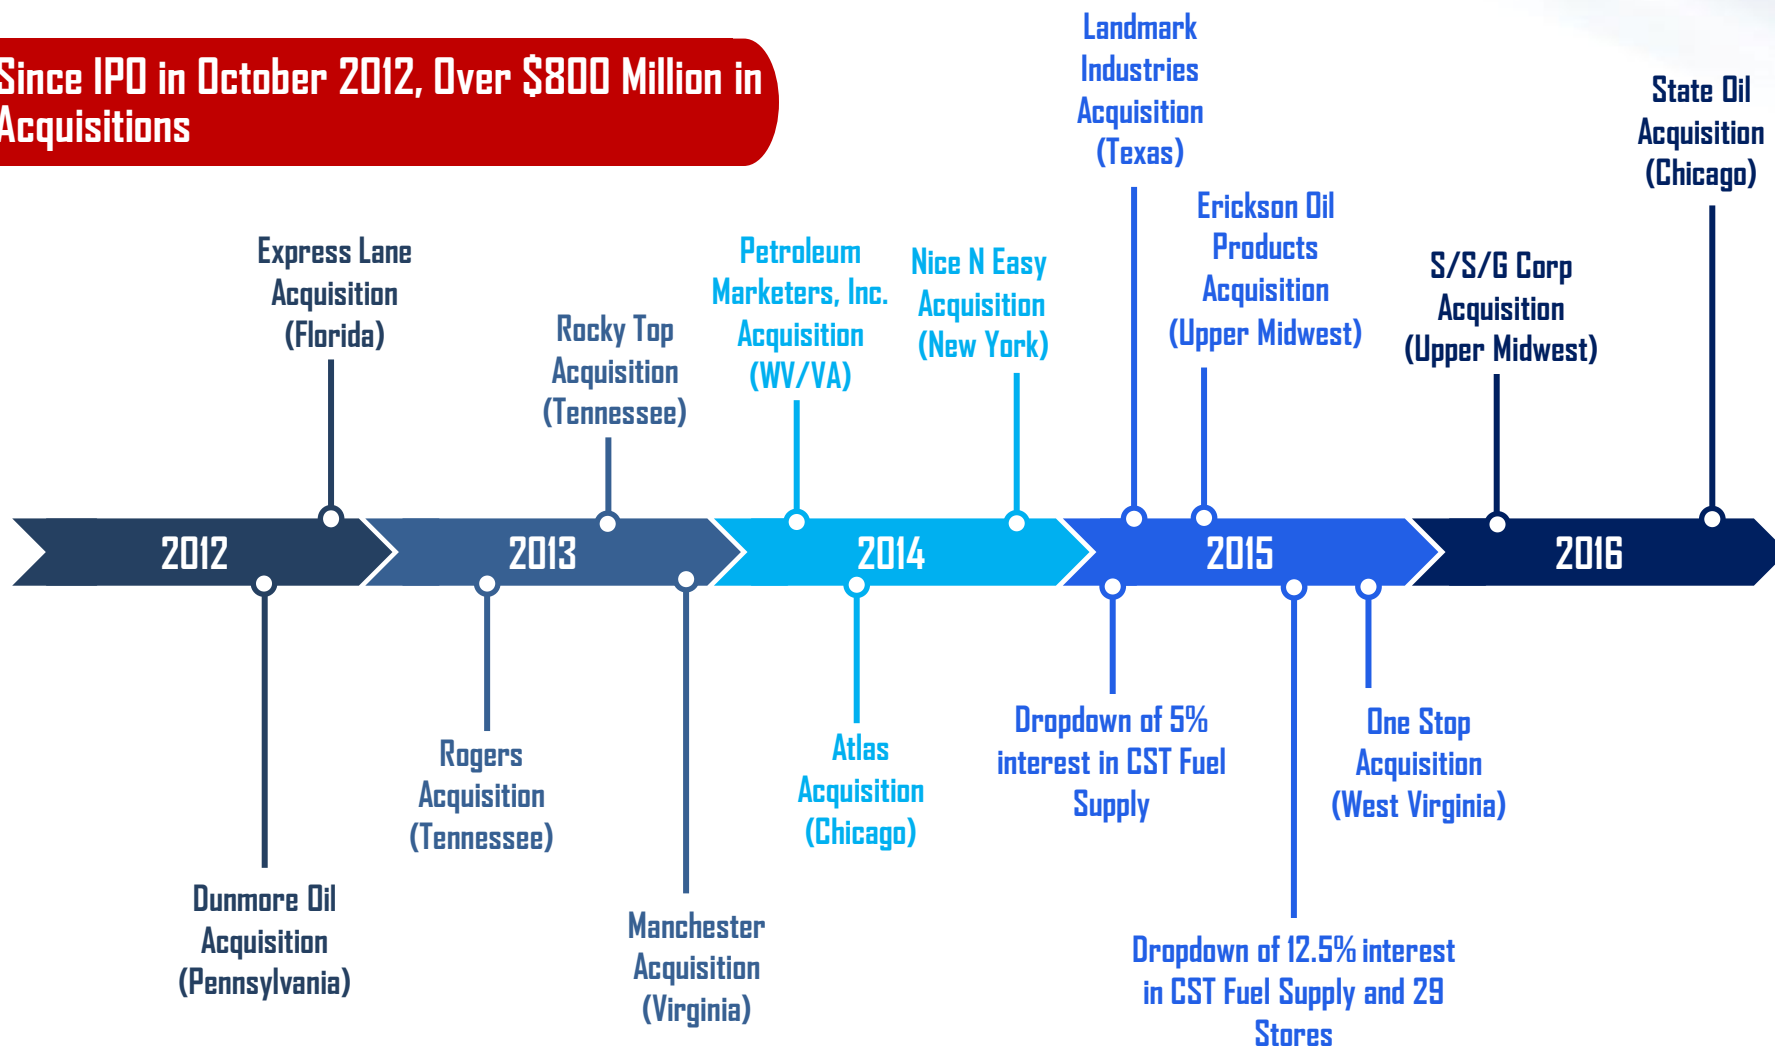 Since IPO in October 2012, Over $800 Million in
Acquisitions
Landmark
Industries
Acquisition
(Texas)
State Oil
Acquisition
(Chicago)
Express Lane
Acquisition
(Florida)
Rocky Top
Acquisition
(Tennessee)
Petroleum
Marketers, Inc.
Acquisition
(WV/VA)
Nice N Easy
Acquisition
(New York)
Erickson Oil
Products
Acquisition
(Upper Midwest)
S/S/G Corp
Acquisition
(Upper Midwest)
2012
2013
2014
2015
2016
Dunmore Oil
Acquisition
(Pennsylvania)
Rogers
Acquisition
(Tennessee)
Manchester
Acquisition
(Virginia)
Atlas
Acquisition
(Chicago)
Dropdown of 5%
interest in CST Fuel
Supply
Dropdown of 12.5% interest
in CST Fuel Supply and 29
Stores
One Stop
Acquisition
(West Virginia)